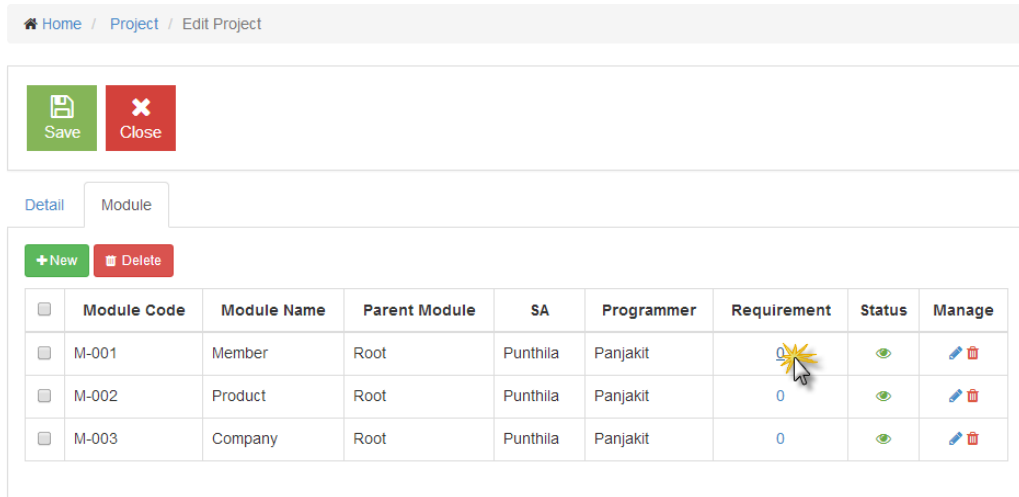 Home / Project / Edit Project
Save Close
Detail Module
New Delete
Module Code Module Name Parent Module SA Programmer Requirement Status Manage
M-001 Member Root Punthila Panjakit 0
M-002 Product Root Punthila Panjakit 0
M-003 Company Root Punthila Panjakit 0